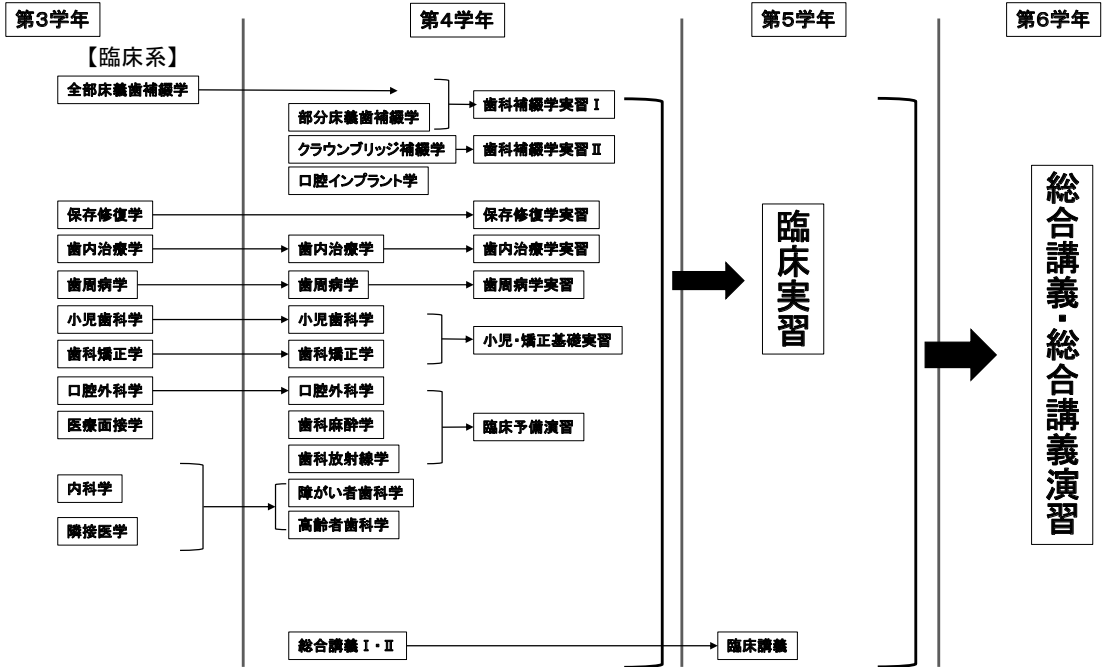 第3学年
第4学年
第5学年
第6学年
【臨床系】
全部床義歯補綴学
部分床義歯補綴学
歯科補綴学実習Ⅰ
クラウンブリッジ補綴学
歯科補綴学実習Ⅱ
口腔インプラント学
保存修復学
保存修復学実習
歯内治療学
歯内治療学
歯内治療学実習
歯周病学
歯周病学
歯周病学実習
小児歯科学
小児歯科学
小児・矯正基礎実習
歯科矯正学
歯科矯正学
口腔外科学
口腔外科学
医療面接学
歯科麻酔学
臨床予備演習
歯科放射線学
内科学
障がい者歯科学
隣接医学
高齢者歯科学
総合講義Ⅰ・Ⅱ
臨床講義
臨床実習
総合講義・総合講義演習